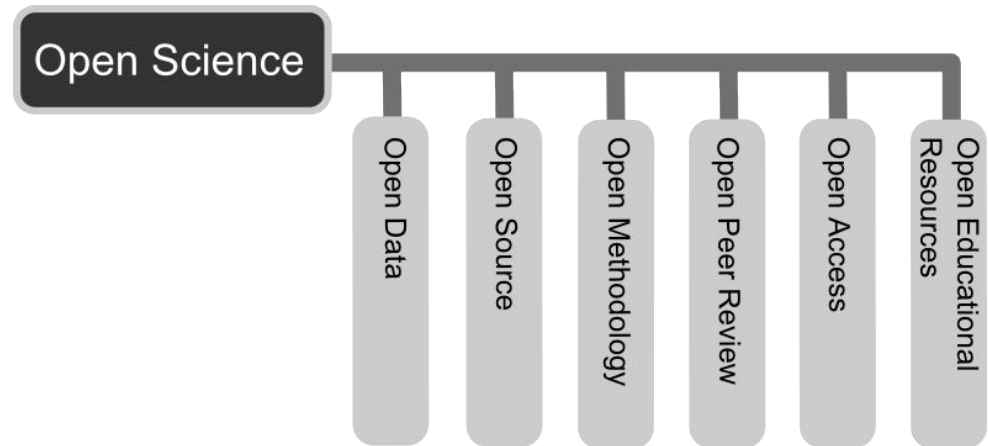 Open Science
Open Data
Open Source
Open Methodology
Open Peer Review
Open Access
Open Educational
Resources